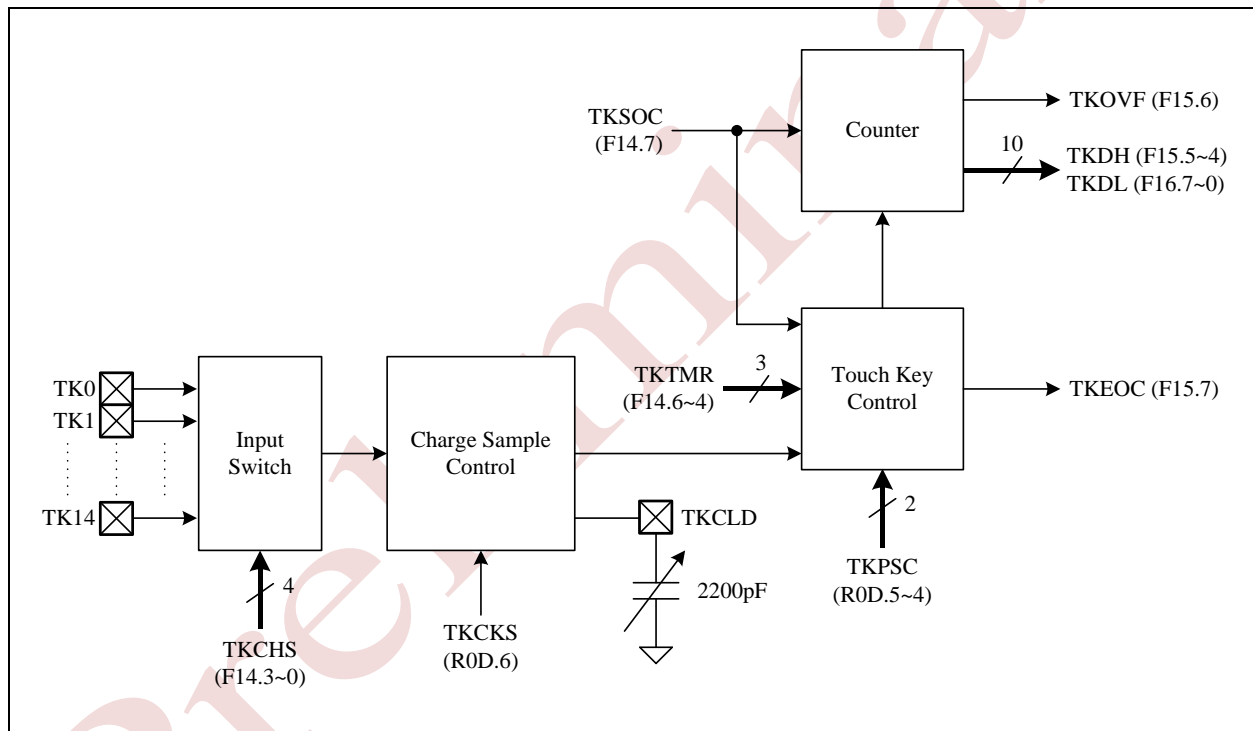 TKSOC
(F14.7)
Counter
TKOVF (F15.6)
10
TKDH (F15.5~4)
TKDL (F16.7~0)
TK0
TK1
TK14
Input
Switch
Charge Sample
Control
TKTMR
(F14.6~4)
3
Touch Key
Control
TKEOC (F15.7)
TKCLD
2200pF
4
TKCHS
(F14.3~0)
TKCKS
(R0D.6)
2
TKPSC
(R0D.5~4)